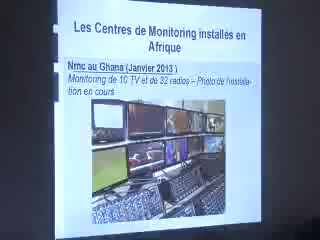 Les Centres de Monitoring installés en
Afrique
Nmc au Ghana (Janvier 2013 )
Monitoring de 10 TV et de 32 radios – Photo de l'installa-
tion en cours